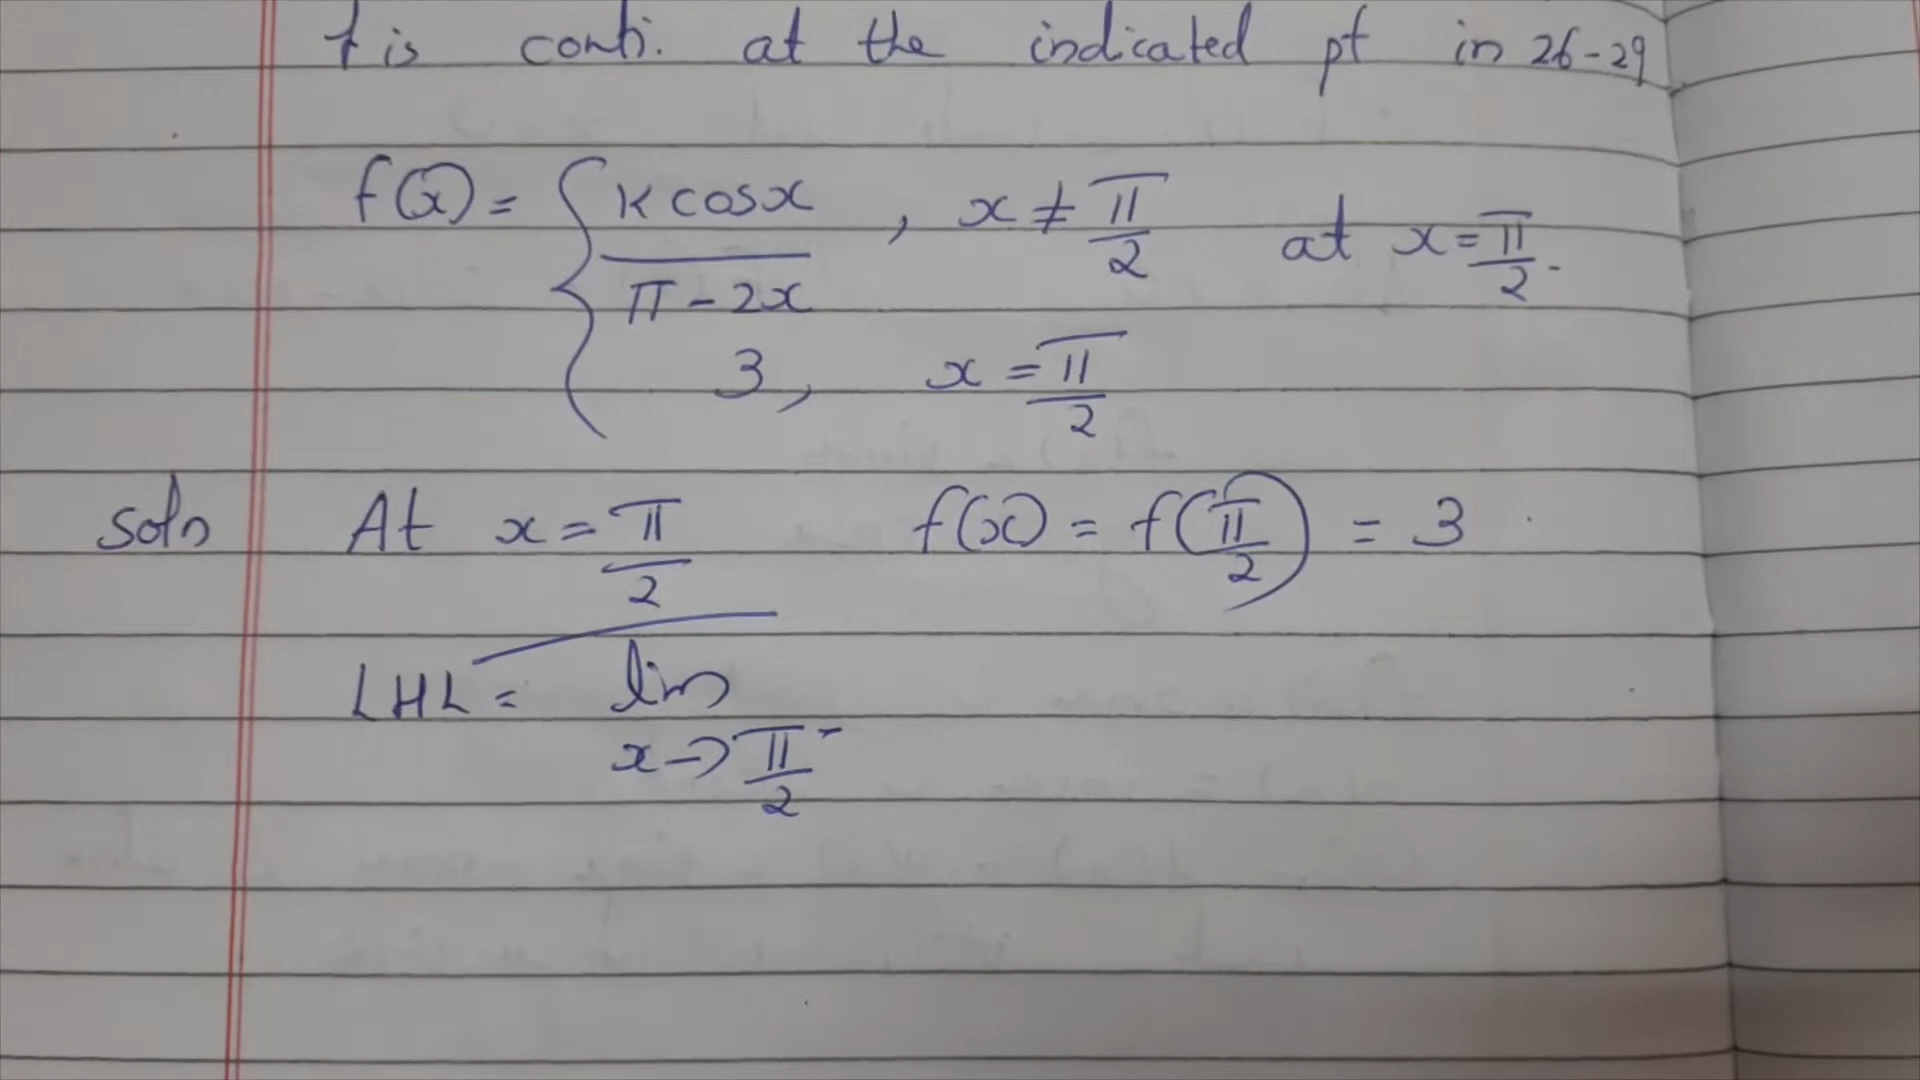 f is conti. at the indicated pt in 26-29
f(x) = { k cosx / π - 2x , x ≠ π/2 at x = π/2.
3, x = π/2
soln At x = π/2 f(x) = f(π/2) = 3
LHL = lim x→π/2⁻